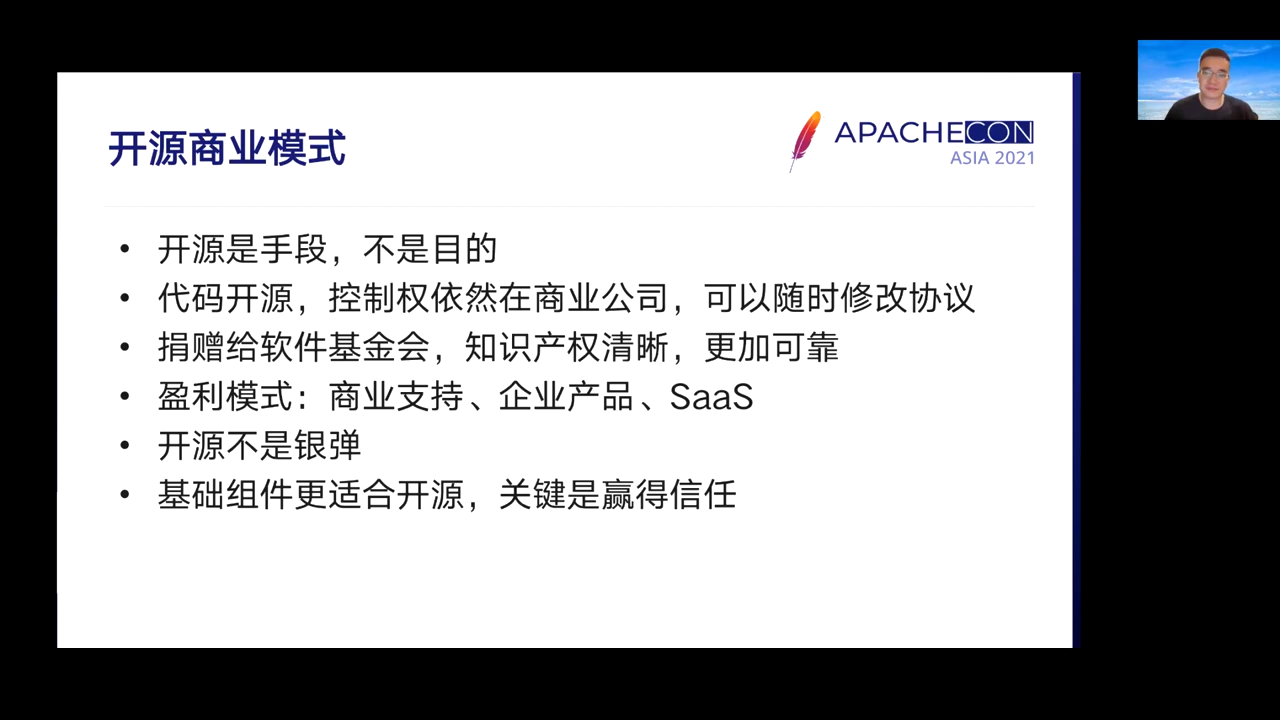 开源商业模式
APACHECON
ASIA 2021
• 开源是手段，不是目的
• 代码开源，控制权依然在商业公司，可以随时修改协议
• 捐赠给软件基金会，知识产权清晰，更加可靠
• 盈利模式：商业支持、企业产品、SaaS
• 开源不是银弹
• 基础组件更适合开源，关键是赢得信任